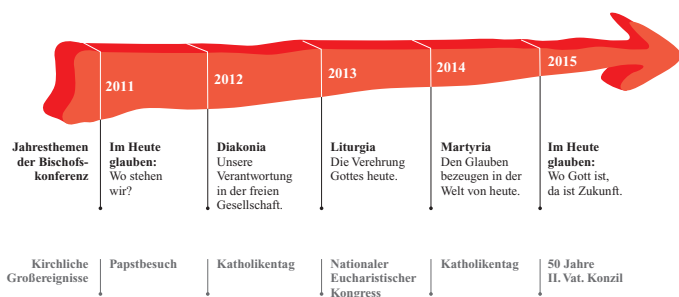 2011
2012
2013
2014
2015
Jahresthemen
der Bischofs-
konferenz
Im Heute
glauben:
Wo stehen
wir?
Diakonia
Unsere
Verantwortung
in der freien
Gesellschaft.
Liturgia
Die Verehrung
Gottes heute.
Martyria
Den Glauben
bezeugen in der
Welt von heute.
Im Heute
glauben:
Wo Gott ist,
da ist Zukunft.
Kirchliche
Großereignisse
Papstbesuch
Katholikentag
Nationaler
Eucharistischer
Kongress
Katholikentag
50 Jahre
II. Vat. Konzil